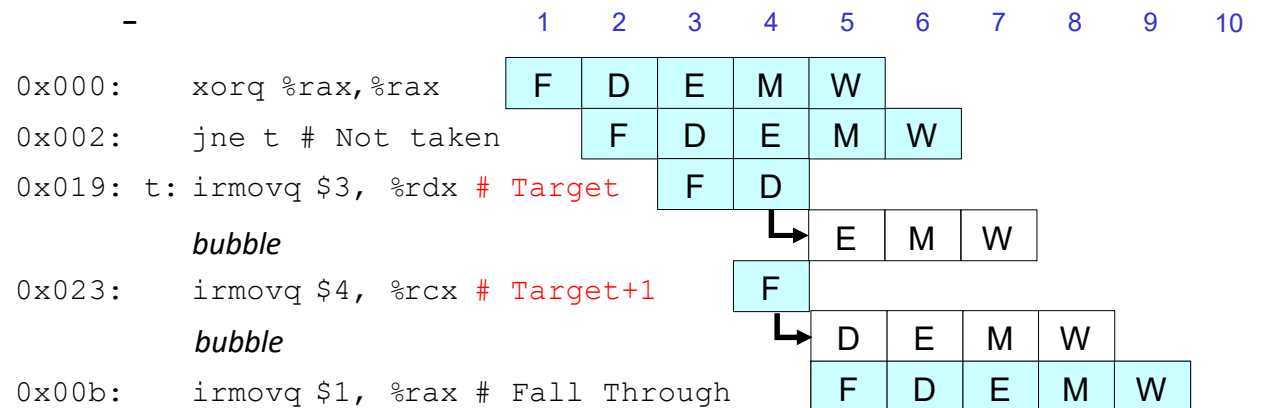 - 1 2 3 4 5 6 7 8 9 10
0x000: xorq %rax,%rax F D E M W
0x002: jne t # Not taken F D E M W
0x019: t: irmovq $3, %rdx # Target F D
bubble E M W
0x023: irmovq $4, %rcx # Target+1 F
bubble D E M W
0x00b: irmovq $1, %rax # Fall Through F D E M W